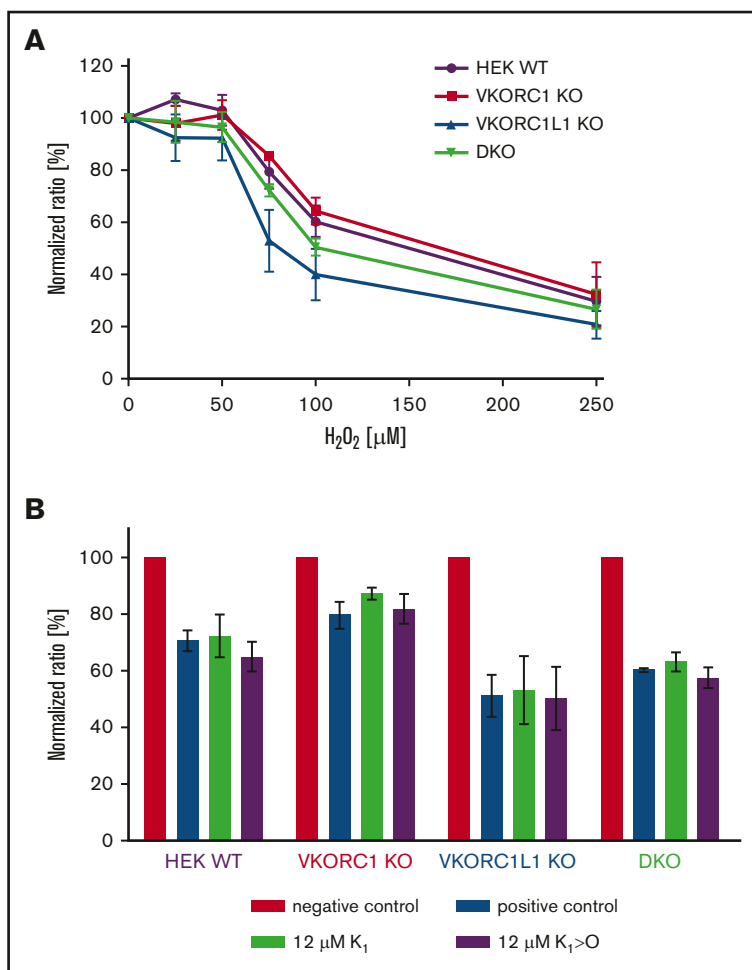 A
120
100
80
60
40
20
0
Normalized ratio [%]
0 50 100 150 200 250
H₂O₂ [µM]
HEK WT
VKORC1 KO
VKORC1L1 KO
DKO
B
100
80
60
40
20
0
Normalized ratio [%]
HEK WT VKORC1 KO VKORC1L1 KO DKO
negative control positive control
12 µM K₁ 12 µM K₁>O